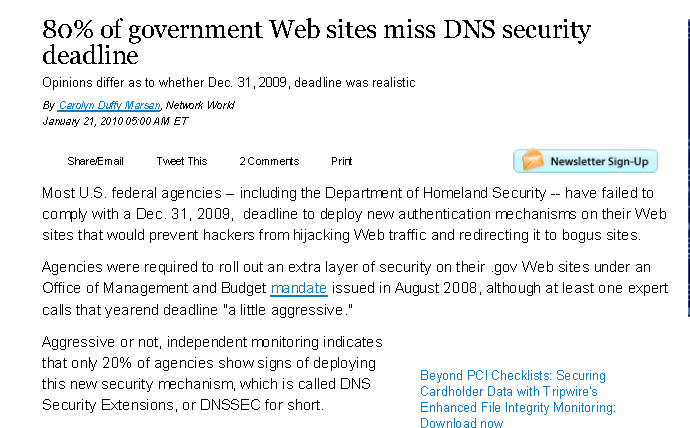 80% of government Web sites miss DNS security
deadline
Opinions differ as to whether Dec. 31, 2009, deadline was realistic
By Carolyn Duffy Marsan, Network World
January 21, 2010 05:00 AM ET
Share/Email Tweet This 2 Comments Print Newsletter Sign-Up
Most U.S. federal agencies – including the Department of Homeland Security -- have failed to
comply with a Dec. 31, 2009, deadline to deploy new authentication mechanisms on their Web
sites that would prevent hackers from hijacking Web traffic and redirecting it to bogus sites.
Agencies were required to roll out an extra layer of security on their .gov Web sites under an
Office of Management and Budget mandate issued in August 2008, although at least one expert
calls that yearend deadline "a little aggressive."
Aggressive or not, independent monitoring indicates
that only 20% of agencies show signs of deploying
this new security mechanism, which is called DNS
Security Extensions, or DNSSEC for short.
Beyond PCI Checklists: Securing
Cardholder Data with Tripwire's
Enhanced File Integrity Monitoring:
Download now